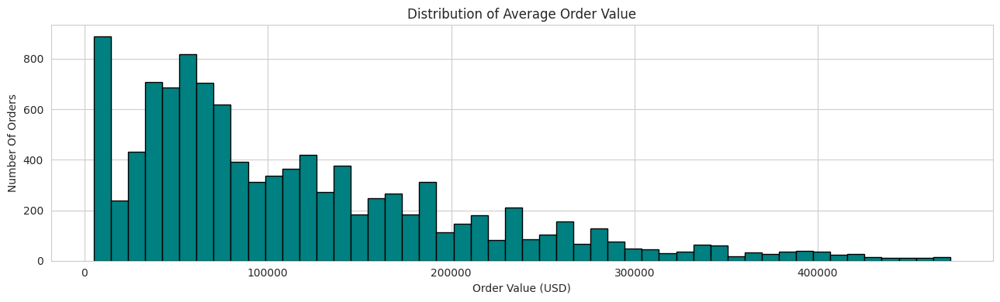 Distribution of Average Order Value
Number Of Orders
800
600
400
200
0
0 100000 200000 300000 400000
Order Value (USD)